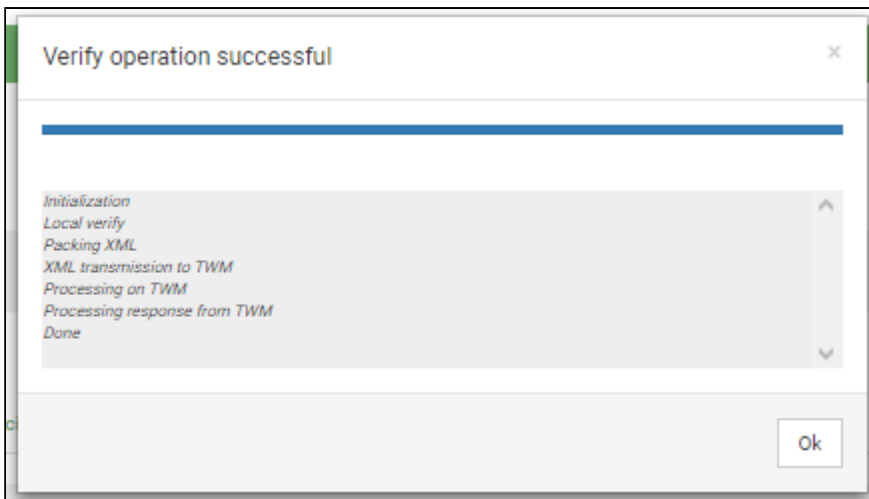 Verify operation successful
×
Initialization
Local verify
Packing XML
XML transmission to TWM
Processing on TWM
Processing response from TWM
Done
ci
Ok